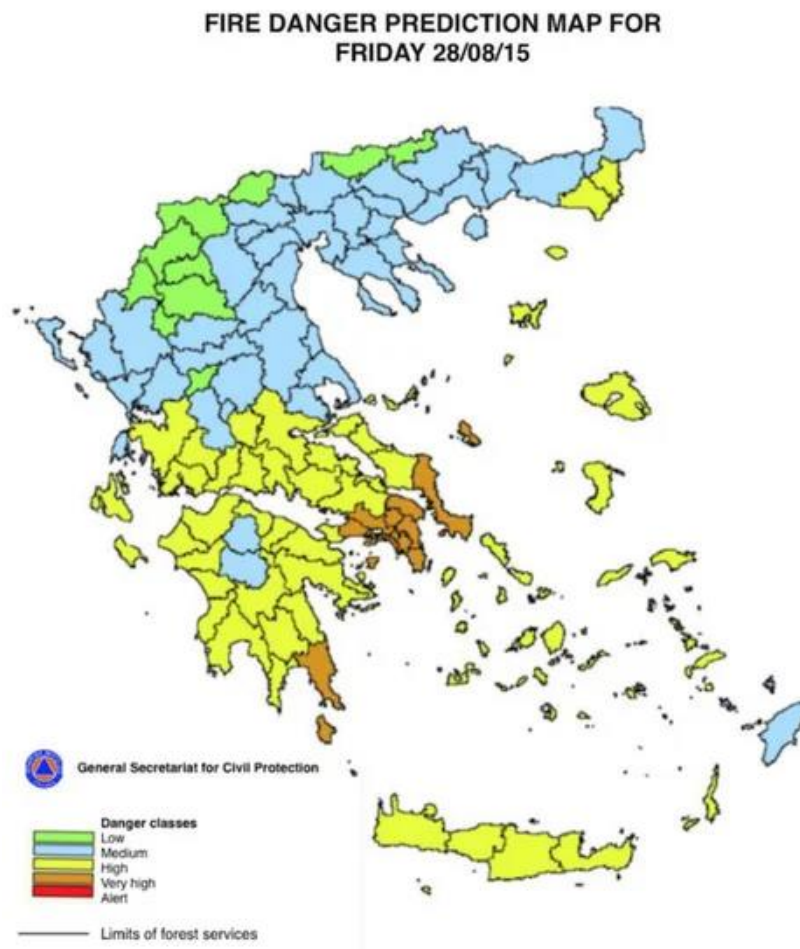 FIRE DANGER PREDICTION MAP FOR
FRIDAY 28/08/15
General Secretariat for Civil Protection
Danger classes
Low
Medium
High
Very high
Alert
Limits of forest services